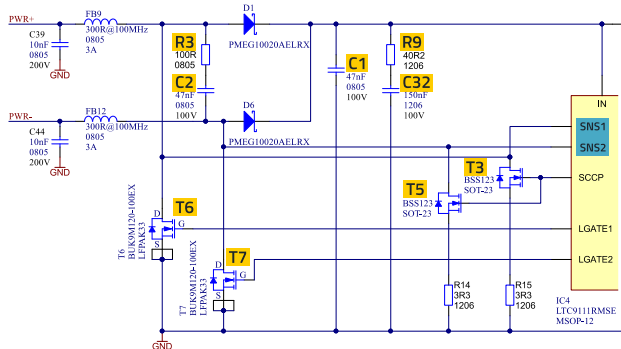 PWR+
FB9
300R@100MHz
0805
3A
C39
10nF
0805
200V
GND
D1
PMEG10020AELRX
R3
100R
0805
C2
47nF
0805
100V
C1
47nF
0805
100V
R9
40R2
1206
C32
150nF
1206
100V
PWR-
FB12
300R@100MHz
0805
3A
C44
10nF
0805
200V
GND
D6
PMEG10020AELRX
IN
SNS1
SNS2
SCCP
LGATE1
LGATE2
T3
BSS123
SOT-23
T5
BSS123
SOT-23
T6
D
G
S
T6
BUK9M120-100EX
LFPAK33
T7
D
G
S
T7
BUK9M120-100EX
LFPAK33
R14
3R3
1206
R15
3R3
1206
IC4
LTC9111RMSE
MSOP-12
GND